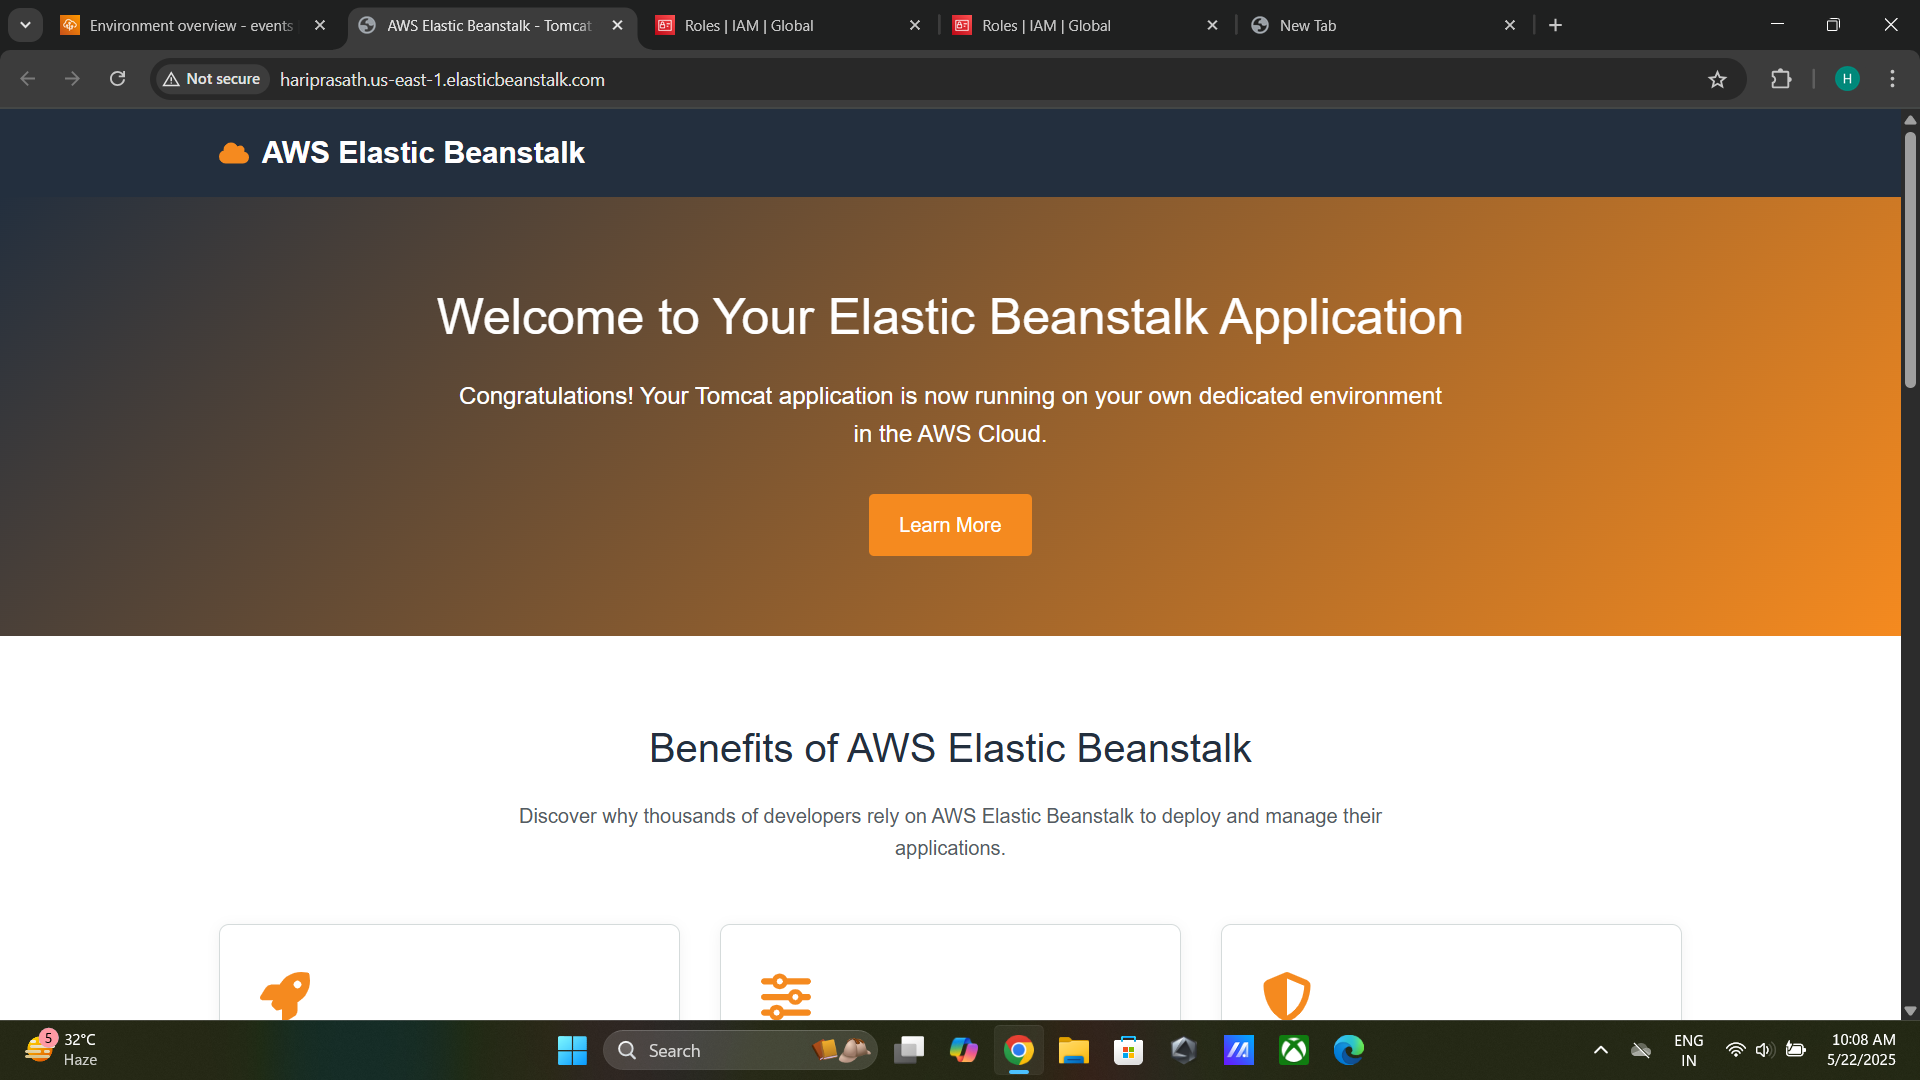 Environment overview - events
AWS Elastic Beanstalk - Tomcat
Roles | IAM | Global
Roles | IAM | Global
New Tab
Not secure
hariprasath.us-east-1.elasticbeanstalk.com
H
AWS Elastic Beanstalk
Welcome to Your Elastic Beanstalk Application
Congratulations! Your Tomcat application is now running on your own dedicated environment
in the AWS Cloud.
Learn More
Benefits of AWS Elastic Beanstalk
Discover why thousands of developers rely on AWS Elastic Beanstalk to deploy and manage their
applications.
5
32°C
Haze
Search
ENG
IN
10:08 AM
5/22/2025